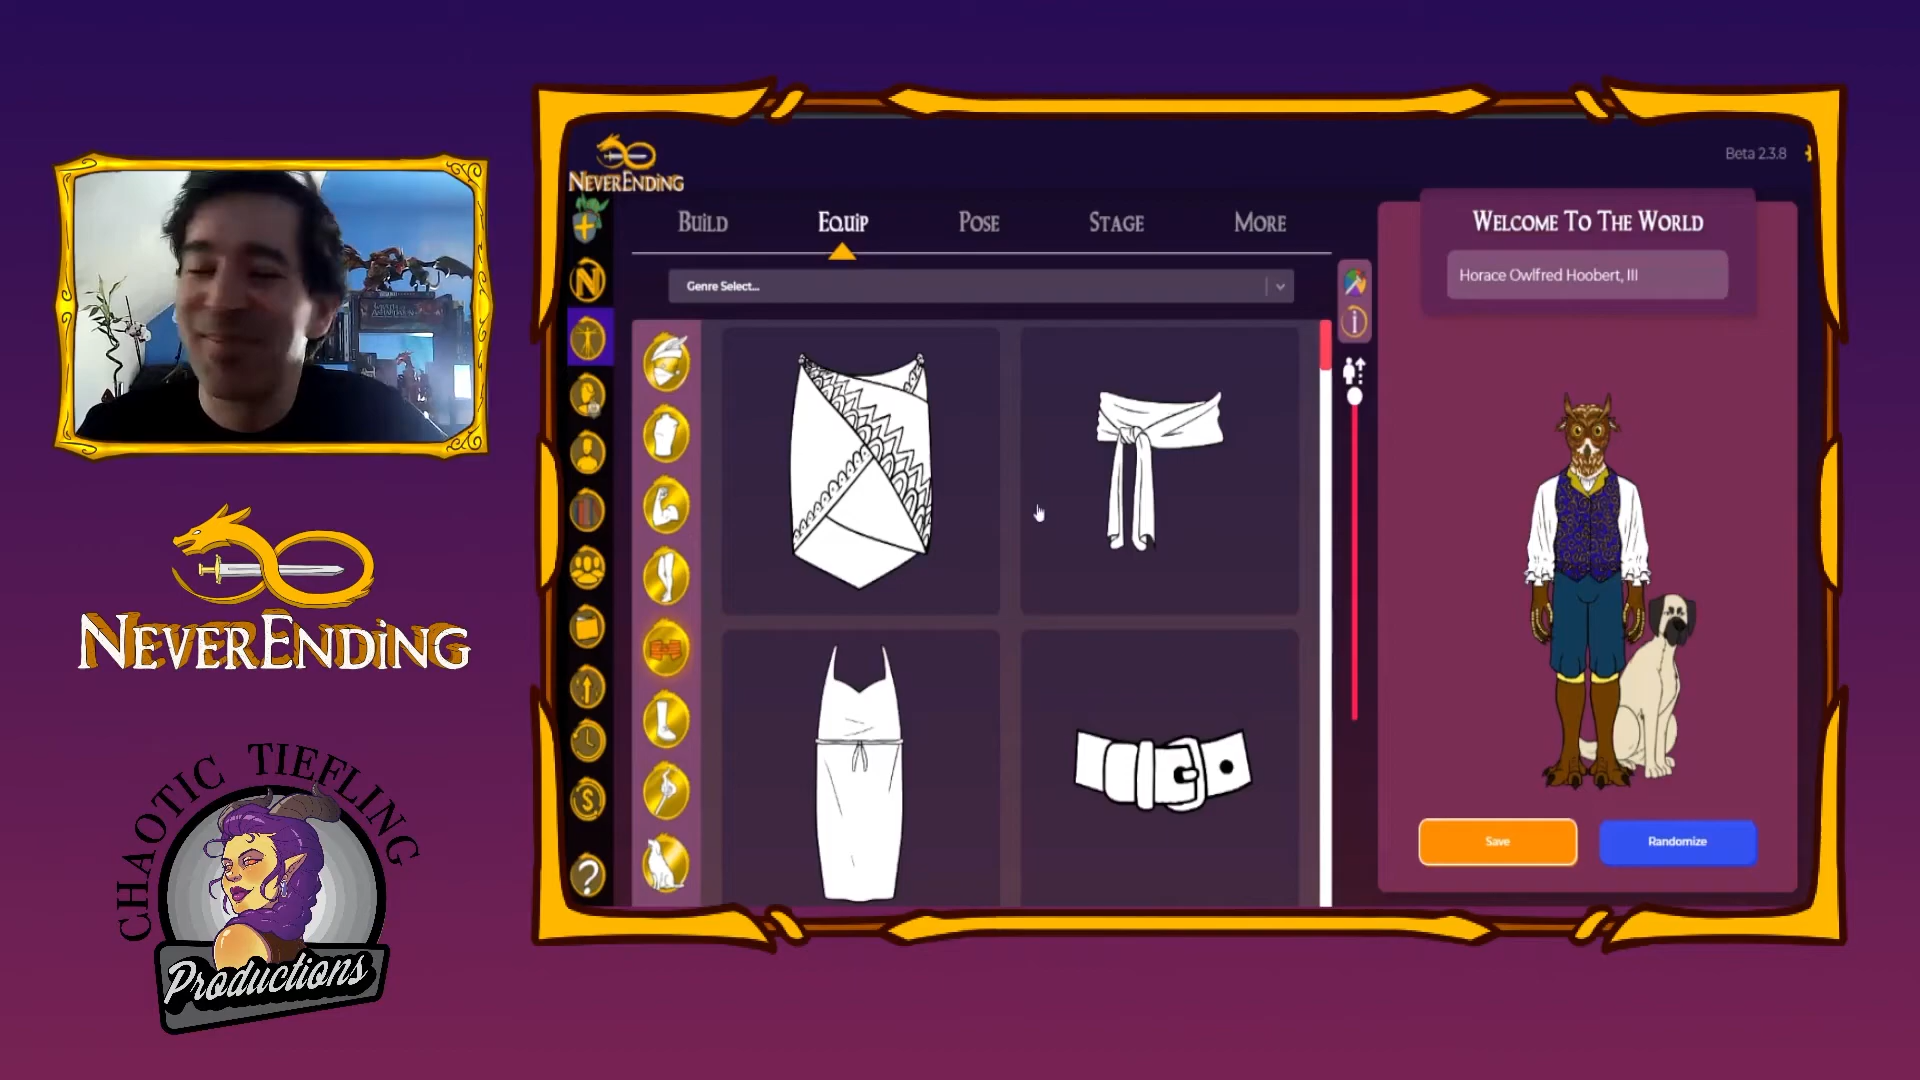 NEVERENDING
Beta 2.3.8
BUILD
EQUIP
POSE
STAGE
MORE
WELCOME TO THE WORLD
Horace Owlfred Hoobert, III
Genre Select...
Save
Randomize
NEVERENDING
CHAOTIC TIEFLING
Productions